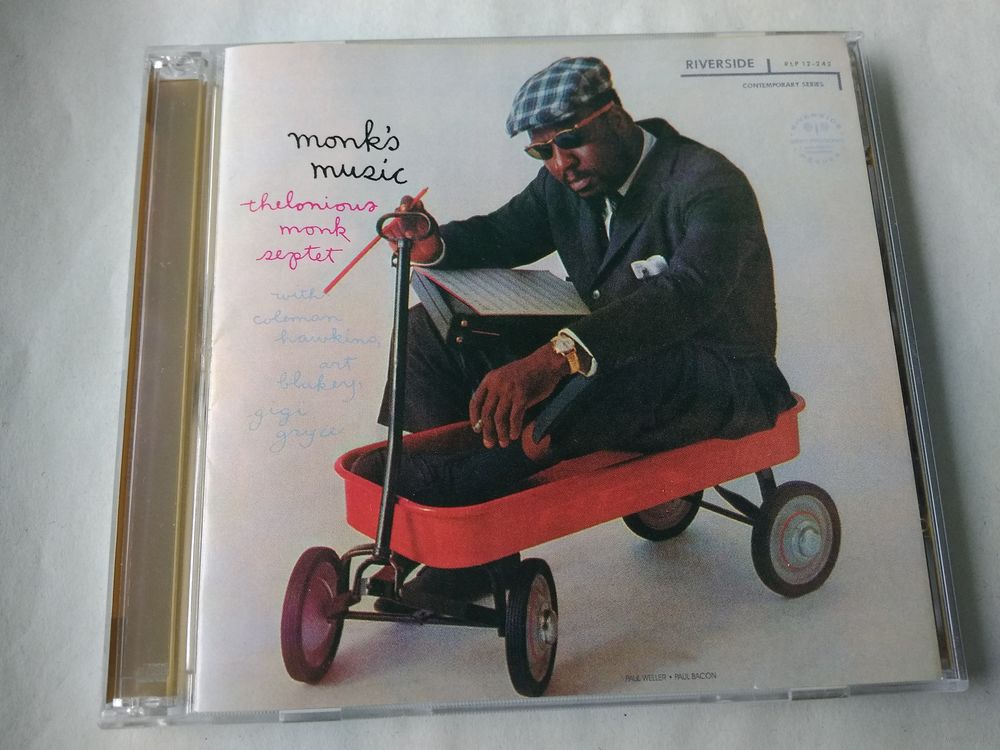 monk's
music
thelonious
monk
septet
with
coleman
hawkins,
art
blakey,
gigi
gryce
RIVERSIDE RLP 12-242
CONTEMPORARY SERIES
RIVERSIDE
PAUL WELLER • PAUL BACON